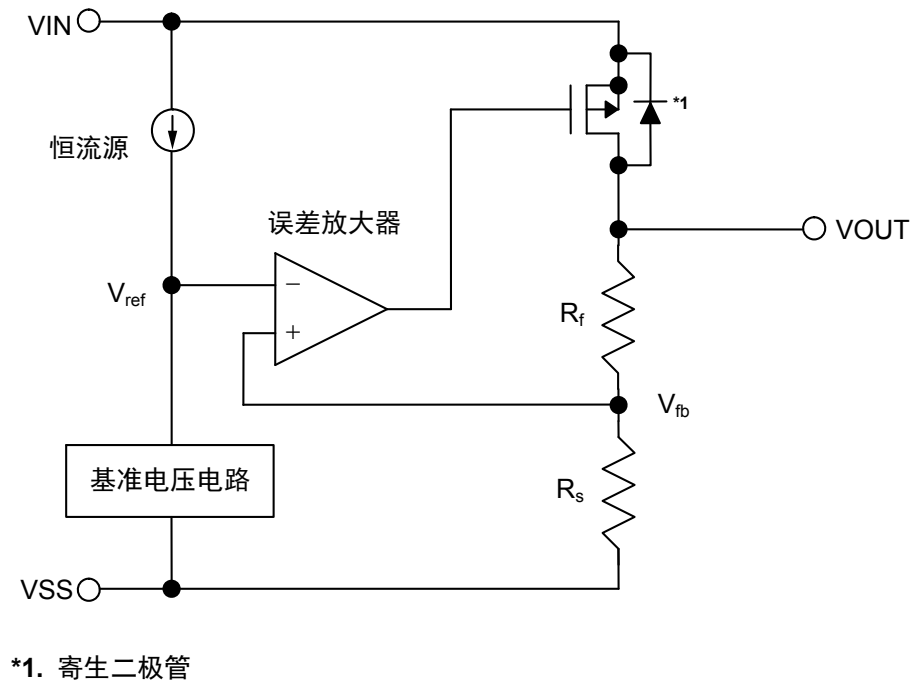 VIN
*1
恒流源
误差放大器
VOUT
Vref
−
+
Rf
Vfb
基准电压电路
Rs
VSS
*1. 寄生二极管